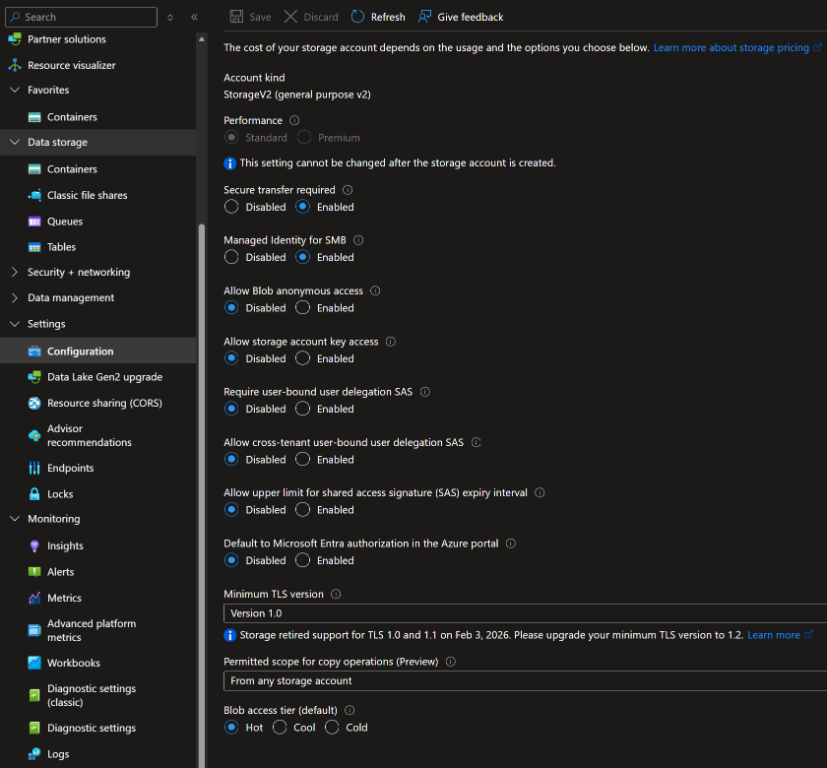 Search
Partner solutions
Resource visualizer
Favorites
Containers
Data storage
Containers
Classic file shares
Queues
Tables
Security + networking
Data management
Settings
Configuration
Data Lake Gen2 upgrade
Resource sharing (CORS)
Advisor
recommendations
Endpoints
Locks
Monitoring
Insights
Alerts
Metrics
Advanced platform
metrics
Workbooks
Diagnostic settings
(classic)
Diagnostic settings
Logs
Save Discard Refresh Give feedback
The cost of your storage account depends on the usage and the options you choose below. Learn more about storage pricing
Account kind
StorageV2 (general purpose v2)
Performance
Standard Premium
This setting cannot be changed after the storage account is created.
Secure transfer required
Disabled Enabled
Managed Identity for SMB
Disabled Enabled
Allow Blob anonymous access
Disabled Enabled
Allow storage account key access
Disabled Enabled
Require user-bound user delegation SAS
Disabled Enabled
Allow cross-tenant user-bound user delegation SAS
Disabled Enabled
Allow upper limit for shared access signature (SAS) expiry interval
Disabled Enabled
Default to Microsoft Entra authorization in the Azure portal
Disabled Enabled
Minimum TLS version
Version 1.0
Storage retired support for TLS 1.0 and 1.1 on Feb 3, 2026. Please upgrade your minimum TLS version to 1.2. Learn more
Permitted scope for copy operations (Preview)
From any storage account
Blob access tier (default)
Hot Cool Cold